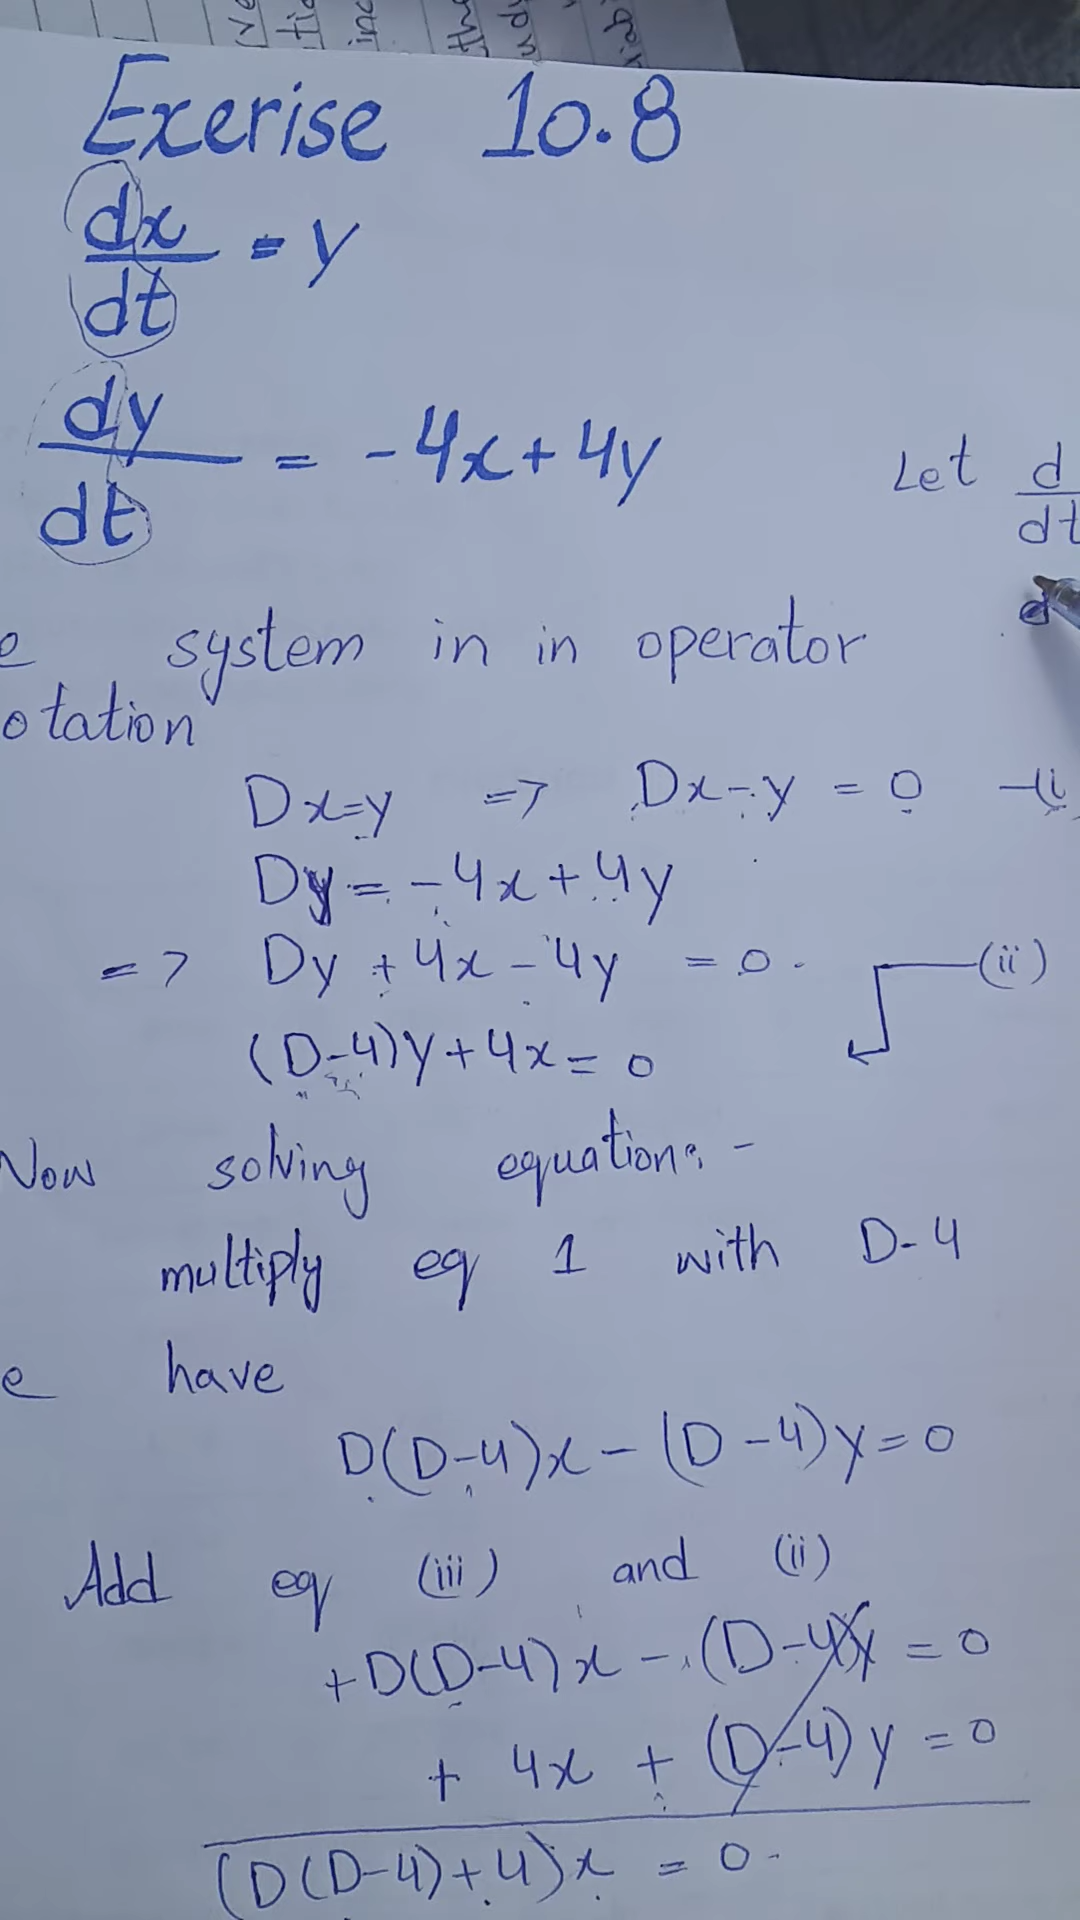 Exerise 10.8
dx/dt = y
dy/dt = -4x+4y
Let d/dt
e system in in operator
otation
Dx=y => Dx-y = 0
Dy = -4x+4y
=> Dy +4x-4y = 0. (ii)
(D-4)y+4x= 0
Now solving equation:-
multiply eq 1 with D-4
e have
D(D-4)x-(D-4)y=0
Add eq (iii) and (ii)
+D(D-4)x-(D-4)y = 0
+ 4x + (D-4)y = 0
(D(D-4)+4)x = 0.